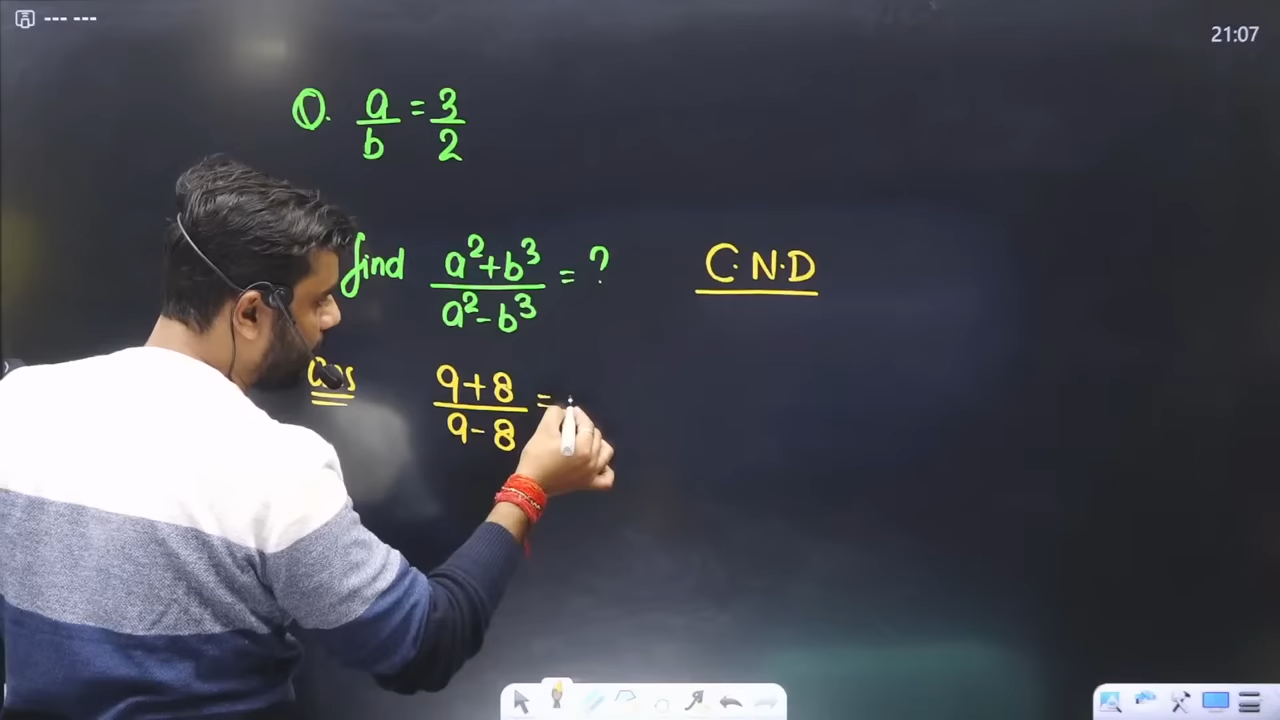 --- ---
21:07
Q. a/b = 3/2
find (a²+b³)/(a²-b³) = ?
C.N.D
(9+8)/(9-8) =